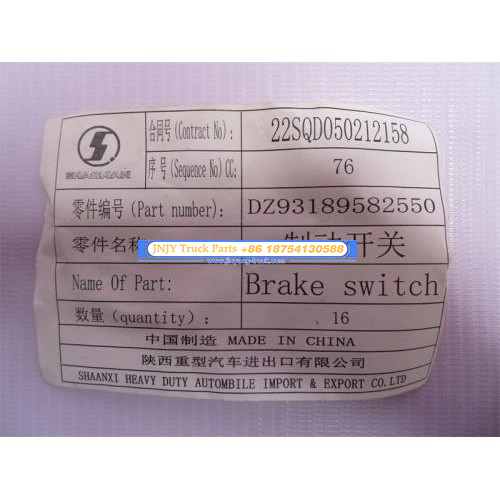 SHACMAN
合同号(Contract No): 22SQD050212158
序号(Sequence No)CC: 76
零件编号(Part number): DZ93189582550
零件名称 制动开关
JNJY Truck Parts +86 18754130588
Name Of Part: Brake switch
数量(quantity): 16
中国制造 MADE IN CHINA
陕西重型汽车进出口有限公司
SHAANXI HEAVY DUTY AUTOMBILE IMPORT & EXPORT CO.LTD